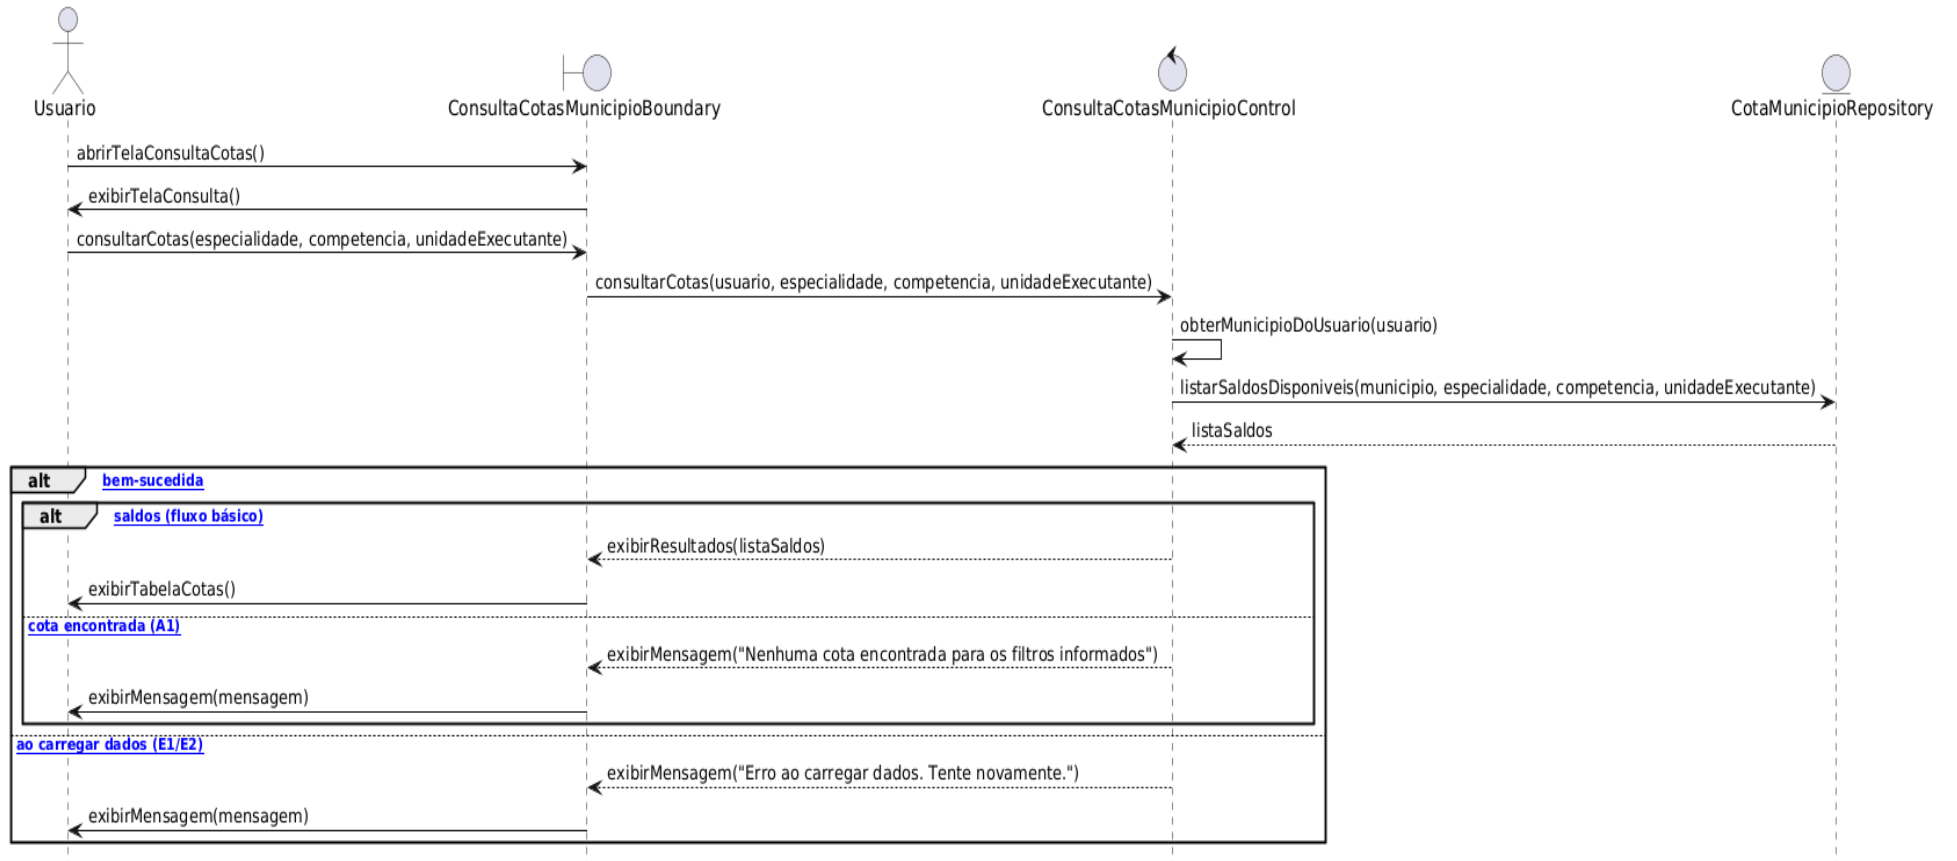 Usuario
ConsultaCotasMunicipioBoundary
ConsultaCotasMunicipioControl
CotaMunicipioRepository
abrirTelaConsultaCotas()
exibirTelaConsulta()
consultarCotas(especialidade, competencia, unidadeExecutante)
consultarCotas(usuario, especialidade, competencia, unidadeExecutante)
obterMunicipioDoUsuario(usuario)
listarSaldosDisponiveis(municipio, especialidade, competencia, unidadeExecutante)
listaSaldos
alt bem-sucedida
alt saldos (fluxo básico)
exibirResultados(listaSaldos)
exibirTabelaCotas()
cota encontrada (A1)
exibirMensagem("Nenhuma cota encontrada para os filtros informados")
exibirMensagem(mensagem)
ao carregar dados (E1/E2)
exibirMensagem("Erro ao carregar dados. Tente novamente.")
exibirMensagem(mensagem)